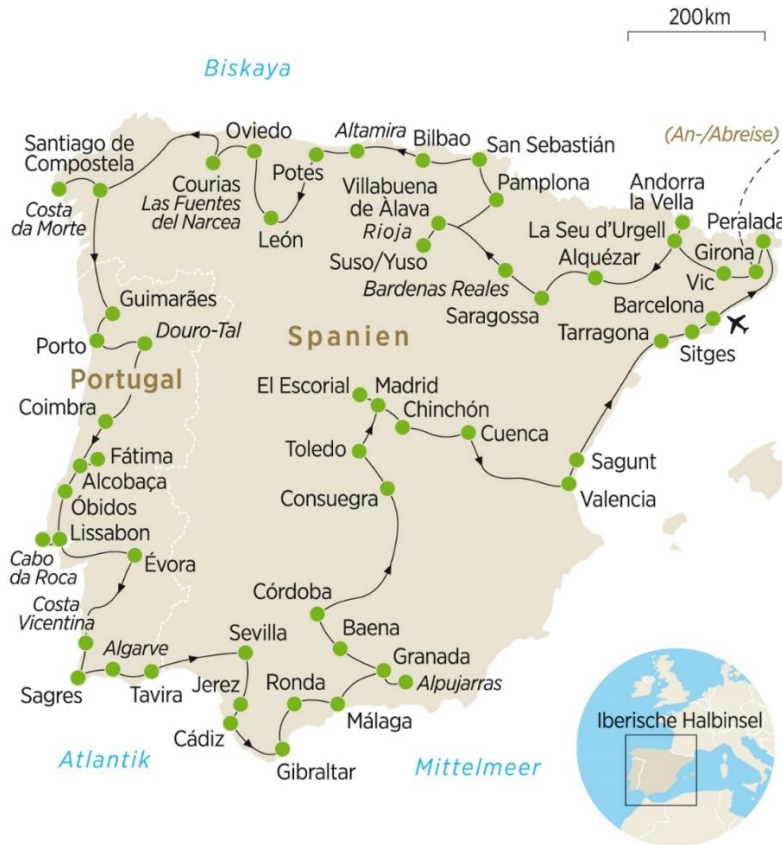 200km
Biskaya
(An-/Abreise)
Santiago de
Compostela
Costa
da Morte
Oviedo
Courias
Las Fuentes
del Narcea
León
Potes
Altamira
Bilbao
San Sebastián
Pamplona
Villabuena
de Àlava
Rioja
Suso/Yuso
Bardenas Reales
Saragossa
Alquézar
La Seu d'Urgell
Andorra
la Vella
Peralada
Girona
Vic
Barcelona
Sitges
Tarragona
Guimarães
Porto
Douro-Tal
Spanien
Portugal
Coimbra
Fátima
Alcobaça
Óbidos
Lissabon
Cabo
da Roca
Évora
Costa
Vicentina
Sagres
Algarve
Tavira
El Escorial
Madrid
Chinchón
Cuenca
Toledo
Consuegra
Sagunt
Valencia
Córdoba
Baena
Granada
Alpujarras
Sevilla
Jerez
Cádiz
Ronda
Málaga
Gibraltar
Atlantik
Mittelmeer
Iberische Halbinsel